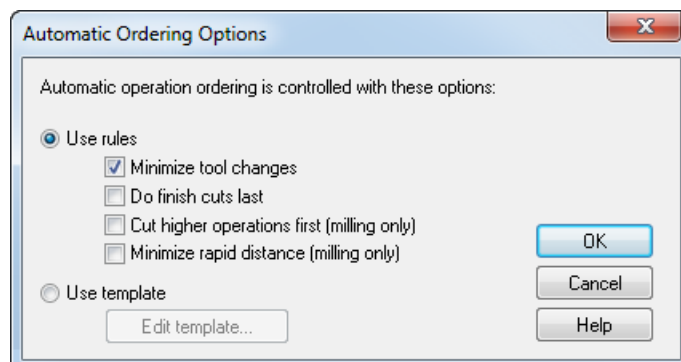 Automatic Ordering Options
Automatic operation ordering is controlled with these options:
Use rules
Minimize tool changes
Do finish cuts last
Cut higher operations first (milling only)
Minimize rapid distance (milling only)
OK
Use template
Cancel
Edit template...
Help